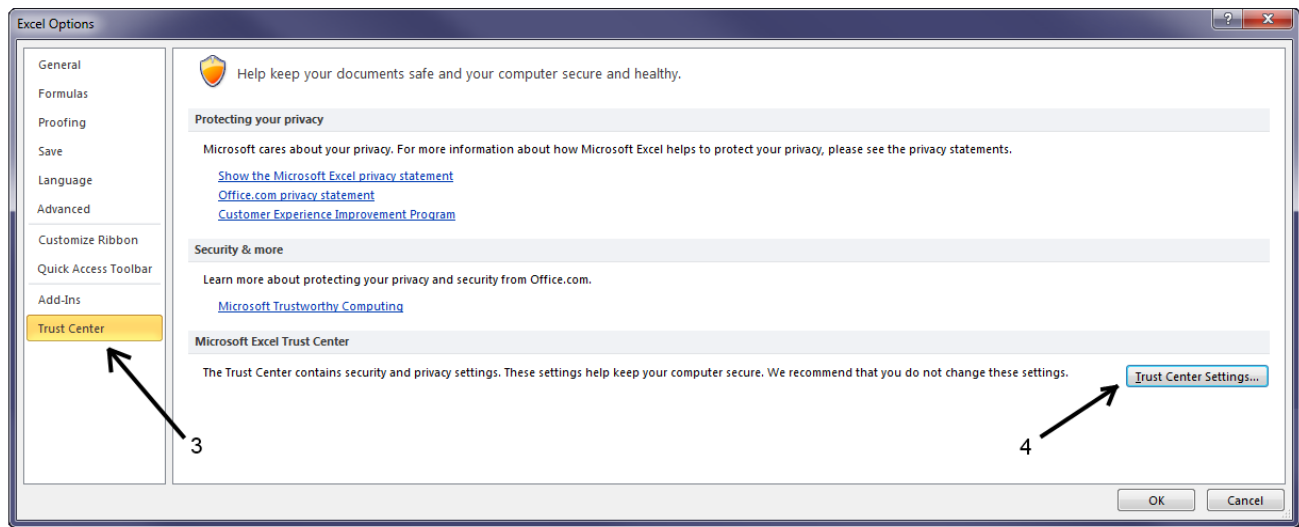 Excel Options
General
Formulas
Proofing
Save
Language
Advanced
Customize Ribbon
Quick Access Toolbar
Add-Ins
Trust Center
Help keep your documents safe and your computer secure and healthy.
Protecting your privacy
Microsoft cares about your privacy. For more information about how Microsoft Excel helps to protect your privacy, please see the privacy statements.
Show the Microsoft Excel privacy statement
Office.com privacy statement
Customer Experience Improvement Program
Security & more
Learn more about protecting your privacy and security from Office.com.
Microsoft Trustworthy Computing
Microsoft Excel Trust Center
The Trust Center contains security and privacy settings. These settings help keep your computer secure. We recommend that you do not change these settings.
Trust Center Settings...
3
4
OK
Cancel